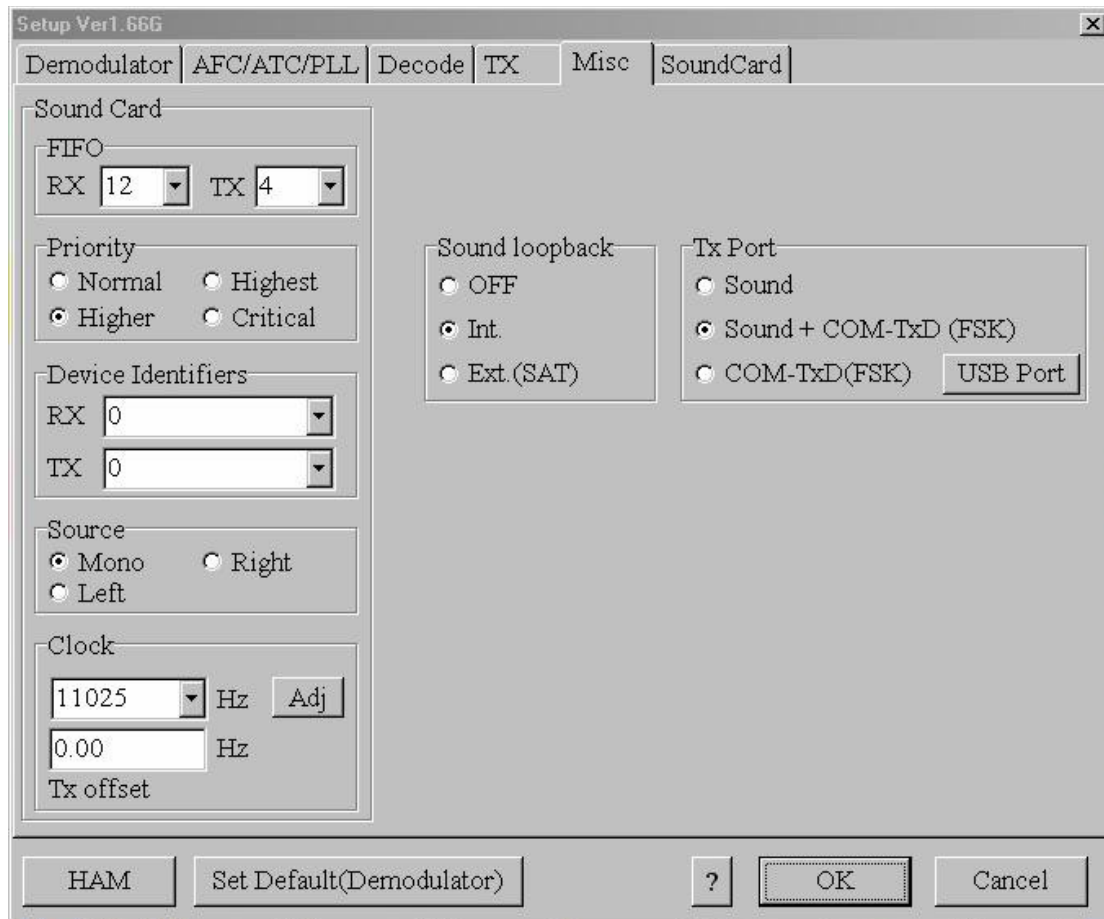 Setup Ver1.66G
Demodulator AFC/ATC/PLL Decode TX Misc SoundCard
Sound Card
FIFO
RX 12 TX 4
Priority
Normal Highest
Higher Critical
Device Identifiers
RX 0
TX 0
Source
Mono Right
Left
Clock
11025 Hz Adj
0.00 Hz
Tx offset
Sound loopback
OFF
Int.
Ext.(SAT)
Tx Port
Sound
Sound + COM-TxD (FSK)
COM-TxD(FSK) USB Port
HAM Set Default(Demodulator) ? OK Cancel